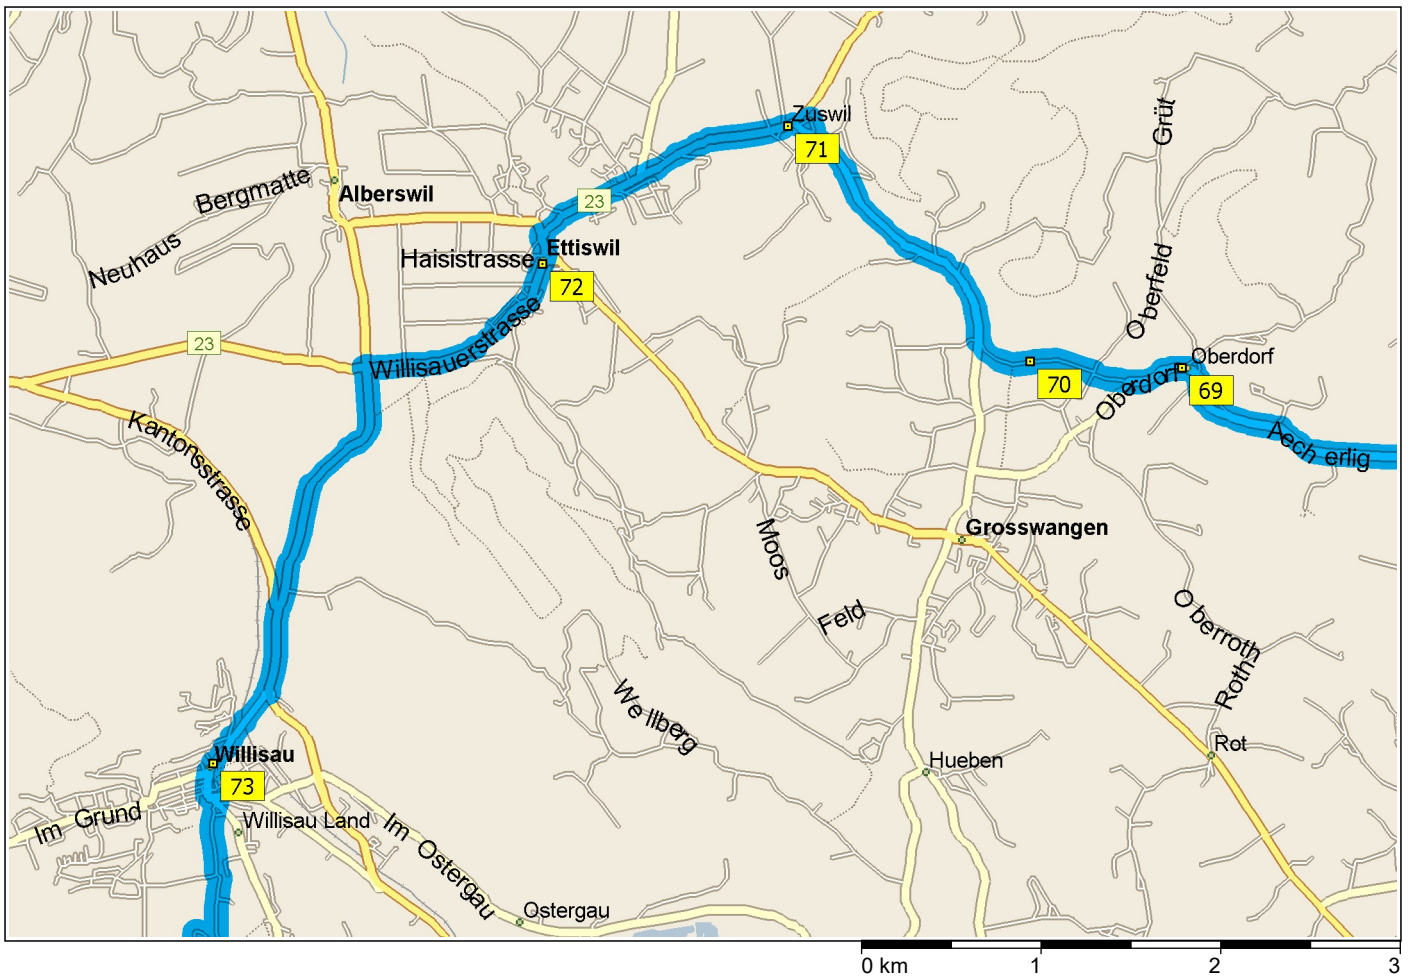 Zuswil
71
Grüt
Bergmatte
Alberswil
23
Neuhaus
Haisistrasse
Ettiswil
72
Oberfeld
23
Willisauerstrasse
Oberdorf
70
Oberdorf
69
Kantonsstrasse
Aecherlig
Grosswangen
Moos
Feld
Oberroth
Roth
Wellberg
Rot
Willisau
Hueben
73
Im Grund
Willisau Land
Im Ostergau
Ostergau
0 km 1 2 3